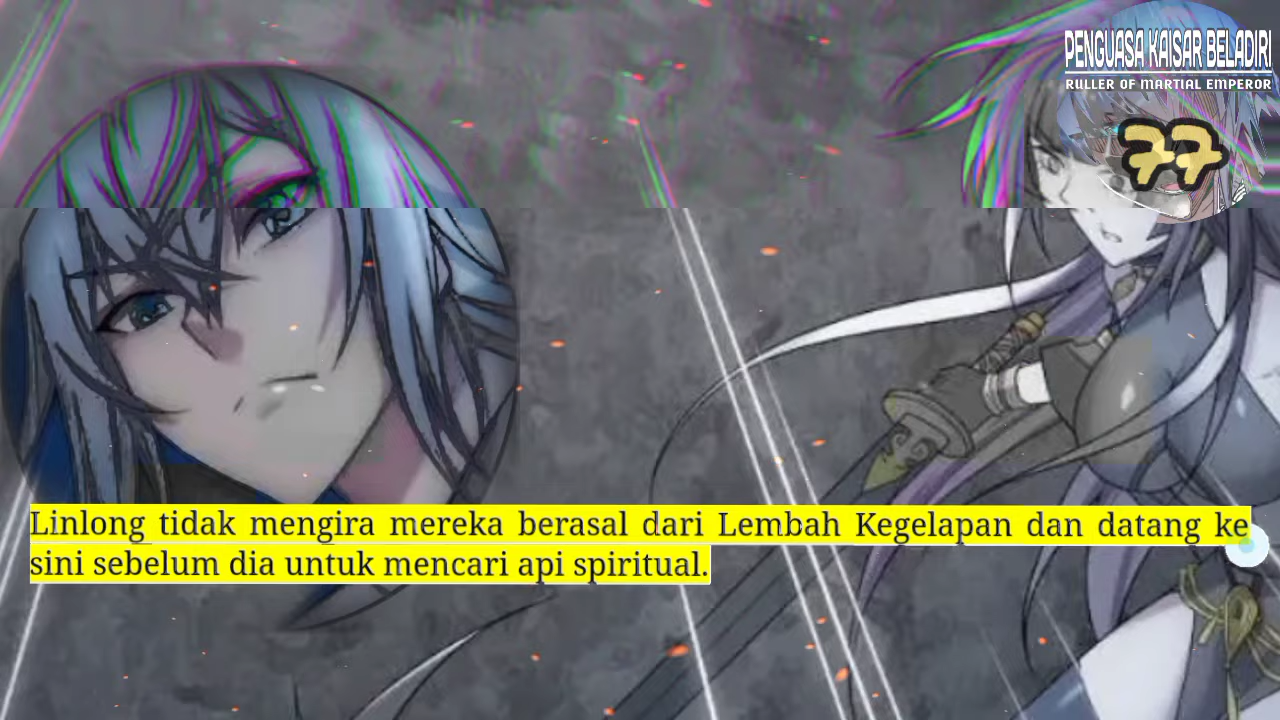 PENGUASA KAISAR BELADIRI
RULLER OF MARTIAL EMPEROR
77
Linlong tidak mengira mereka berasal dari Lembah Kegelapan dan datang ke
sini sebelum dia untuk mencari api spiritual.